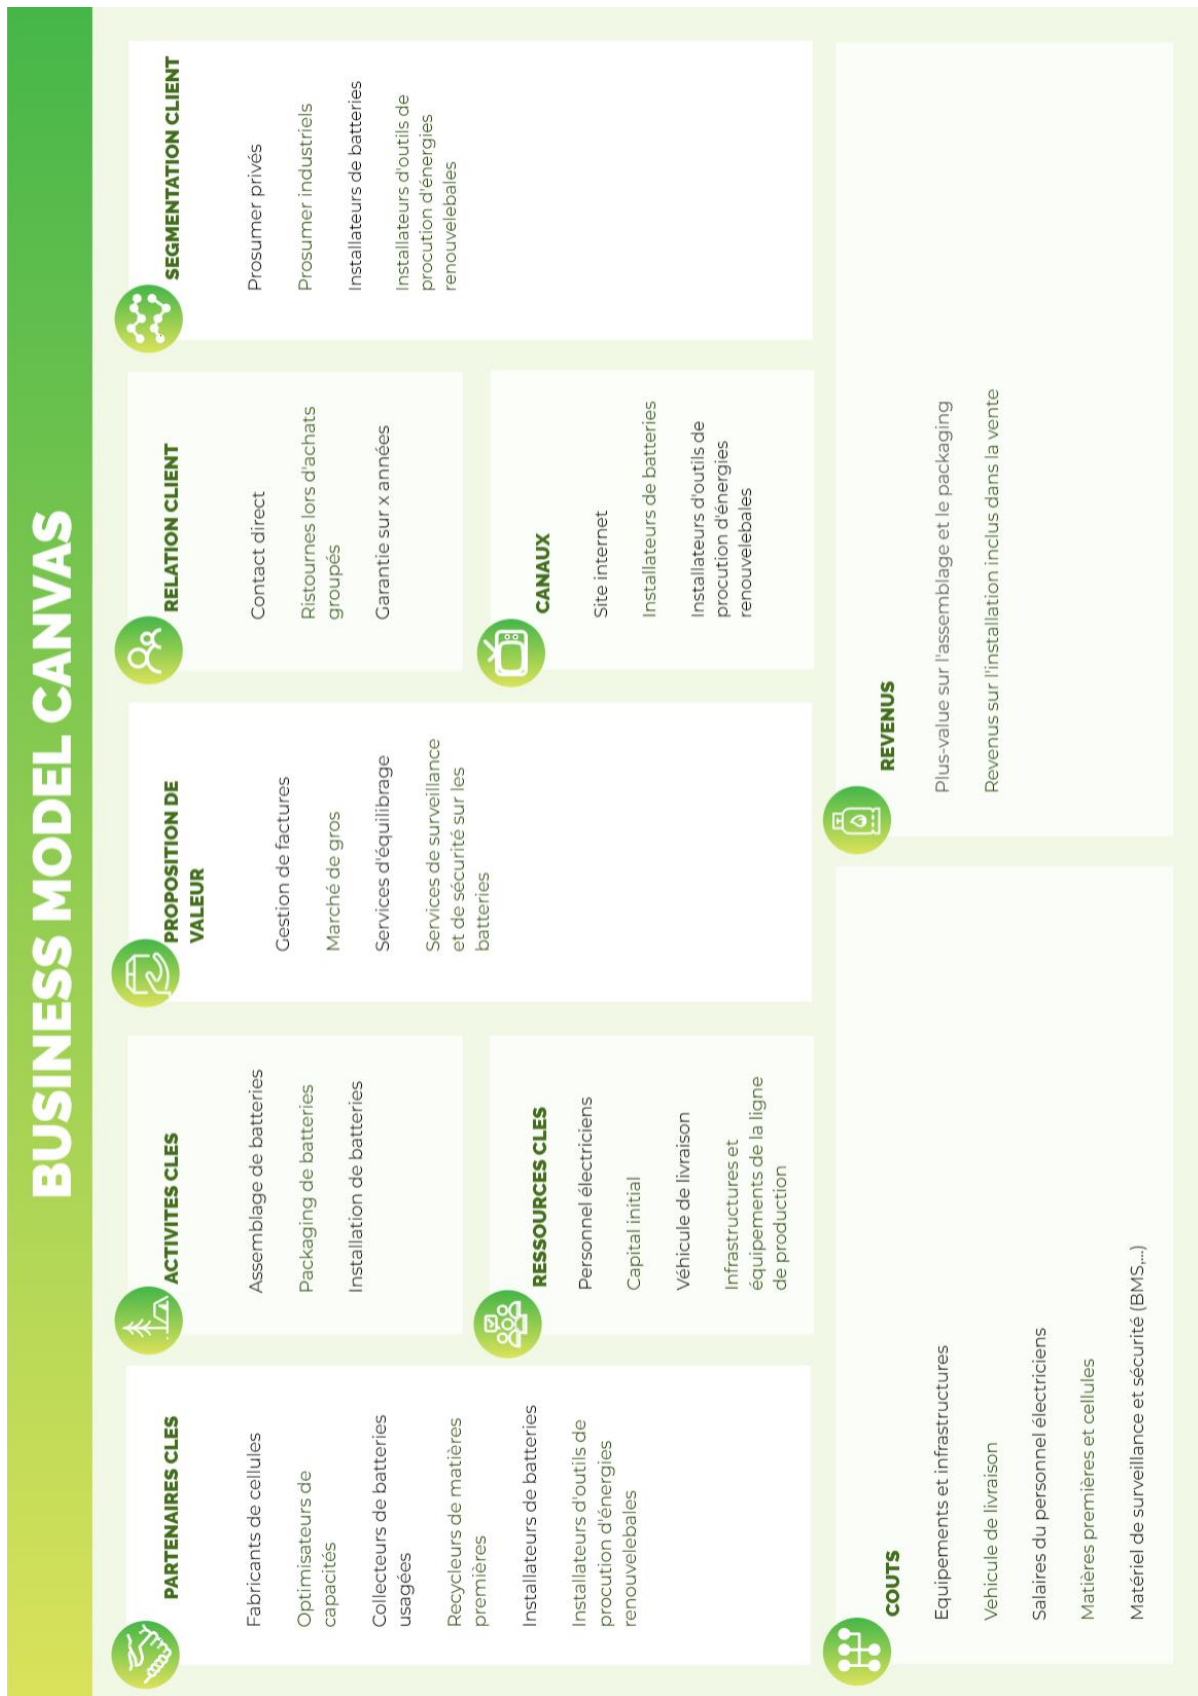 BUSINESS MODEL CANVAS
PARTENAIRES CLES
Fabricants de cellules
Optimisateurs de
capacités
Collecteurs de batteries
usagées
Recycleurs de matières
premières
Installateurs de batteries
Installateurs d'outils de
procution d'énergies
renouvelebales
ACTIVITES CLES
Assemblage de batteries
Packaging de batteries
Installation de batteries
RESSOURCES CLES
Personnel électriciens
Capital initial
Véhicule de livraison
Infrastructures et
équipements de la ligne
de production
PROPOSITION DE
VALEUR
Gestion de factures
Marché de gros
Services d'équilibrage
Services de surveillance
et de sécurité sur les
batteries
RELATION CLIENT
Contact direct
Ristournes lors d'achats
groupés
Garantie sur x années
CANAUX
Site internet
Installateurs de batteries
Installateurs d'outils de
procution d'énergies
renouvelebales
SEGMENTATION CLIENT
Prosumer privés
Prosumer industriels
Installateurs de batteries
Installateurs d'outils de
procution d'énergies
renouvelebales
COUTS
Equipements et infrastructures
Vehicule de livraison
Salaires du personnel électriciens
Matières premières et cellules
Matériel de surveillance et sécurité (BMS,...)
REVENUS
Plus-value sur l'assemblage et le packaging
Revenus sur l'installation inclus dans la vente